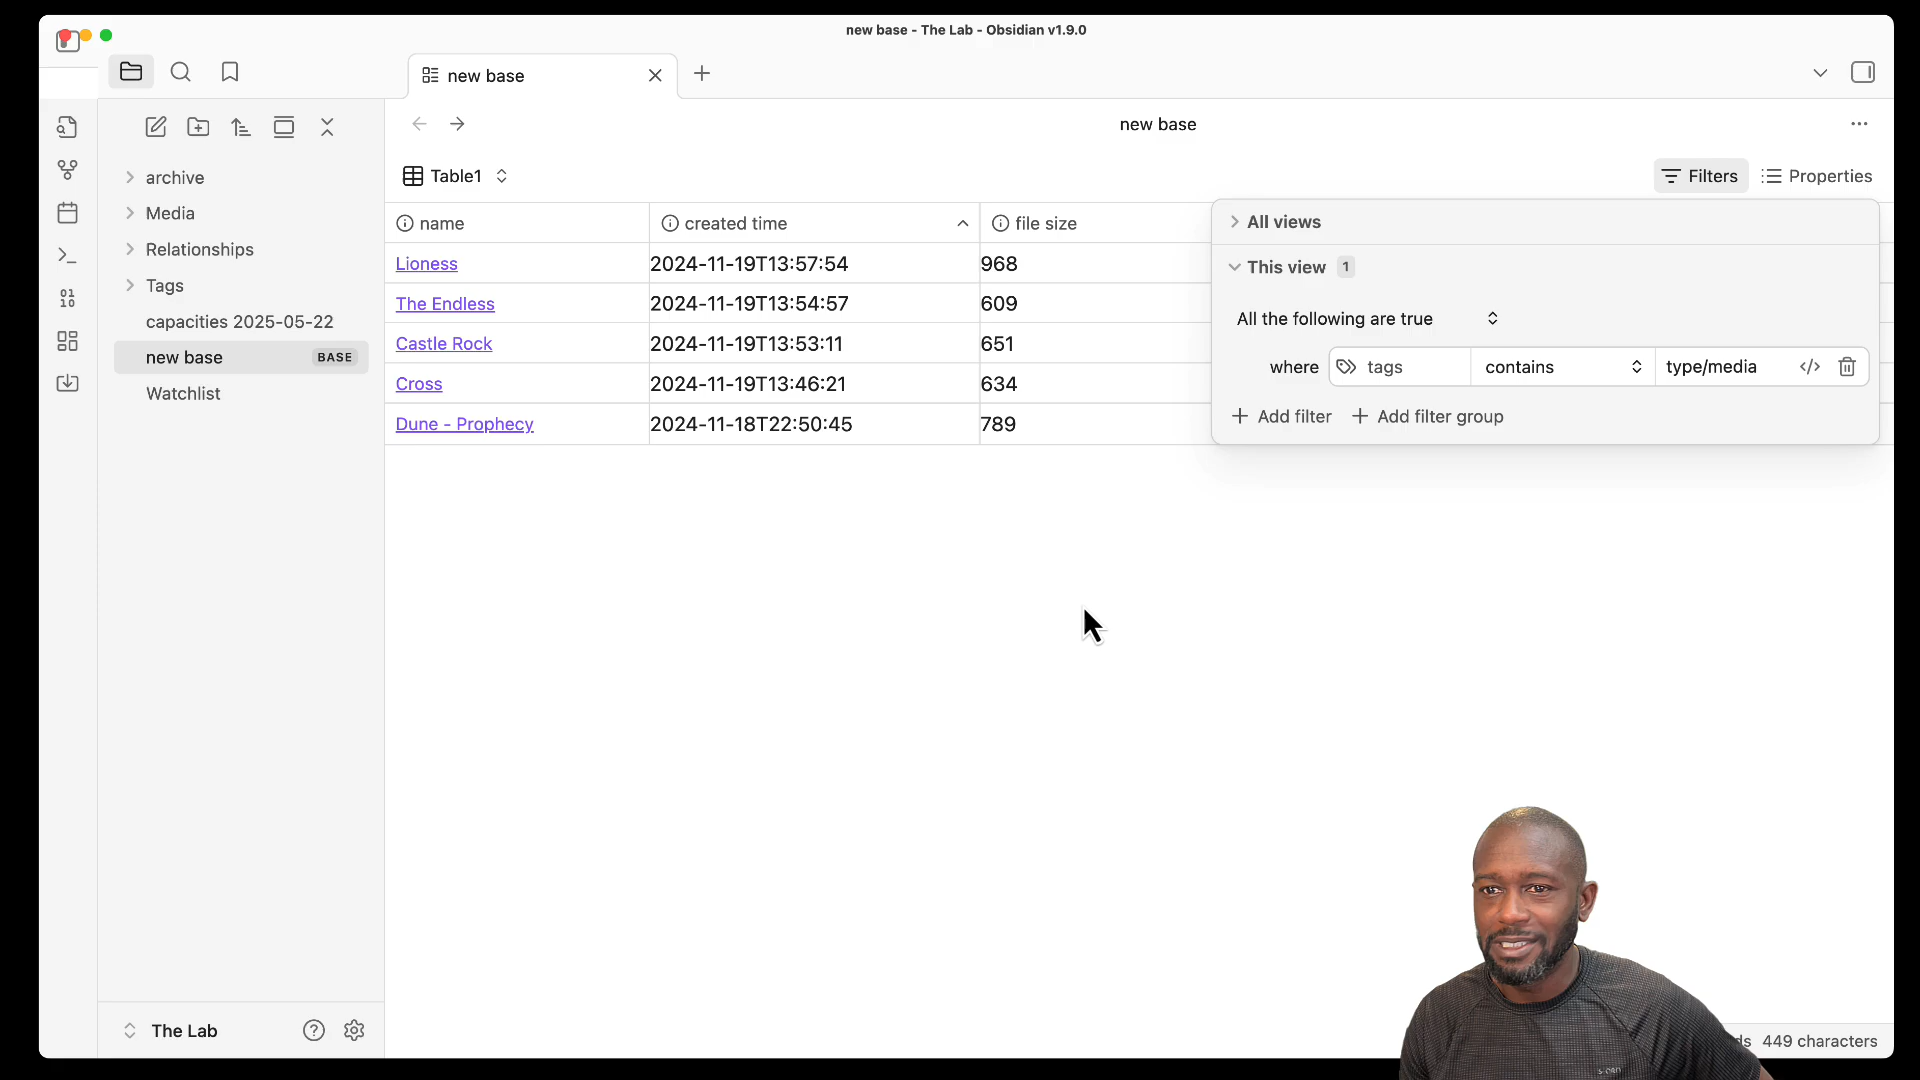 new base - The Lab - Obsidian v1.9.0
new base
new base
Table1
Filters
Properties
name
created time
file size
Lioness
2024-11-19T13:57:54
968
The Endless
2024-11-19T13:54:57
609
Castle Rock
2024-11-19T13:53:11
651
Cross
2024-11-19T13:46:21
634
Dune - Prophecy
2024-11-18T22:50:45
789
All views
This view 1
All the following are true
where tags contains type/media
Add filter
Add filter group
archive
Media
Relationships
Tags
capacities 2025-05-22
new base BASE
Watchlist
The Lab
449 characters